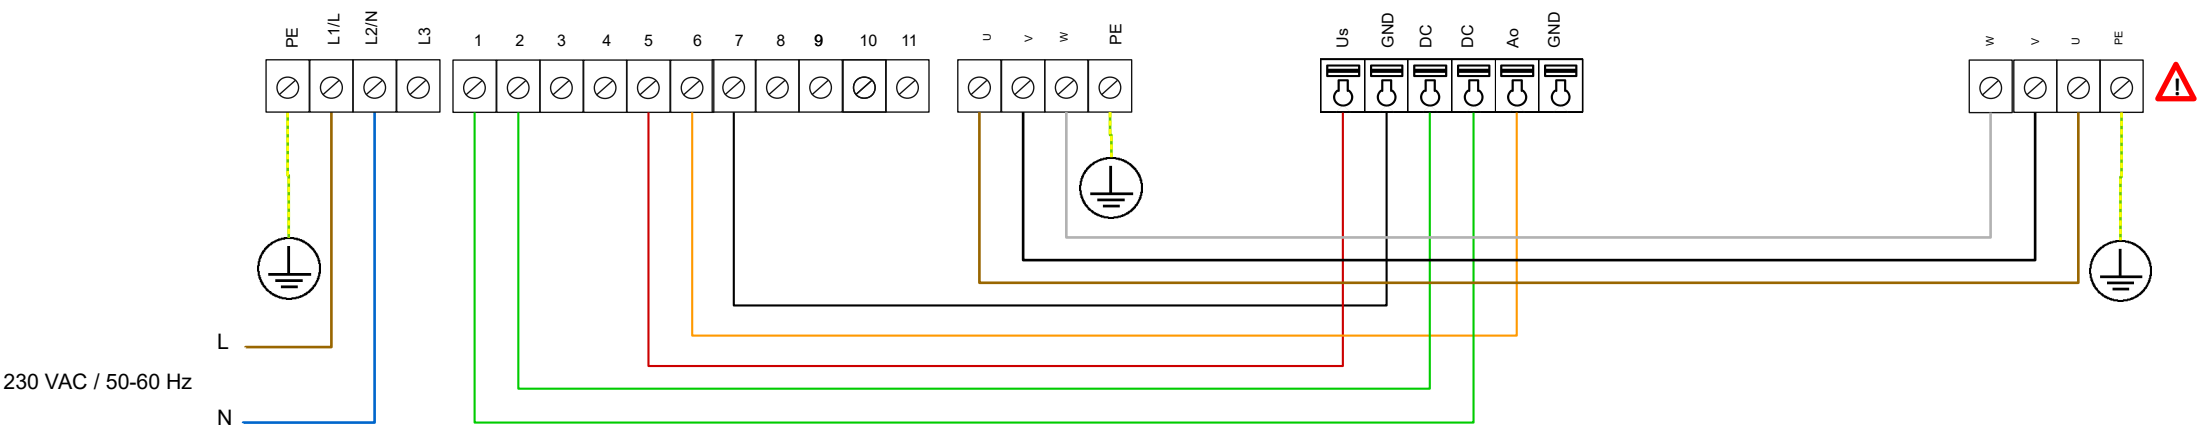 PE L1/L L2/N L3 1 2 3 4 5 6 7 8 9 10 11 U V W PE Us GND DC DC Ao GND W V U PE
!
L
230 VAC / 50-60 Hz
N